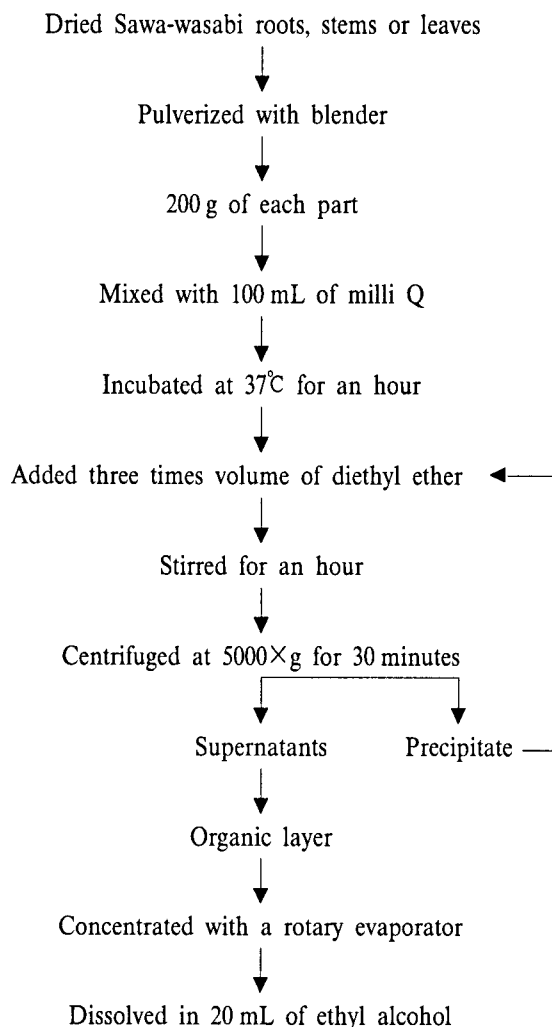 Dried Sawa-wasabi roots, stems or leaves
Pulverized with blender
200 g of each part
Mixed with 100 mL of milli Q
Incubated at 37℃ for an hour
Added three times volume of diethyl ether
Stirred for an hour
Centrifuged at 5000×g for 30 minutes
Supernatants Precipitate
Organic layer
Concentrated with a rotary evaporator
Dissolved in 20 mL of ethyl alcohol